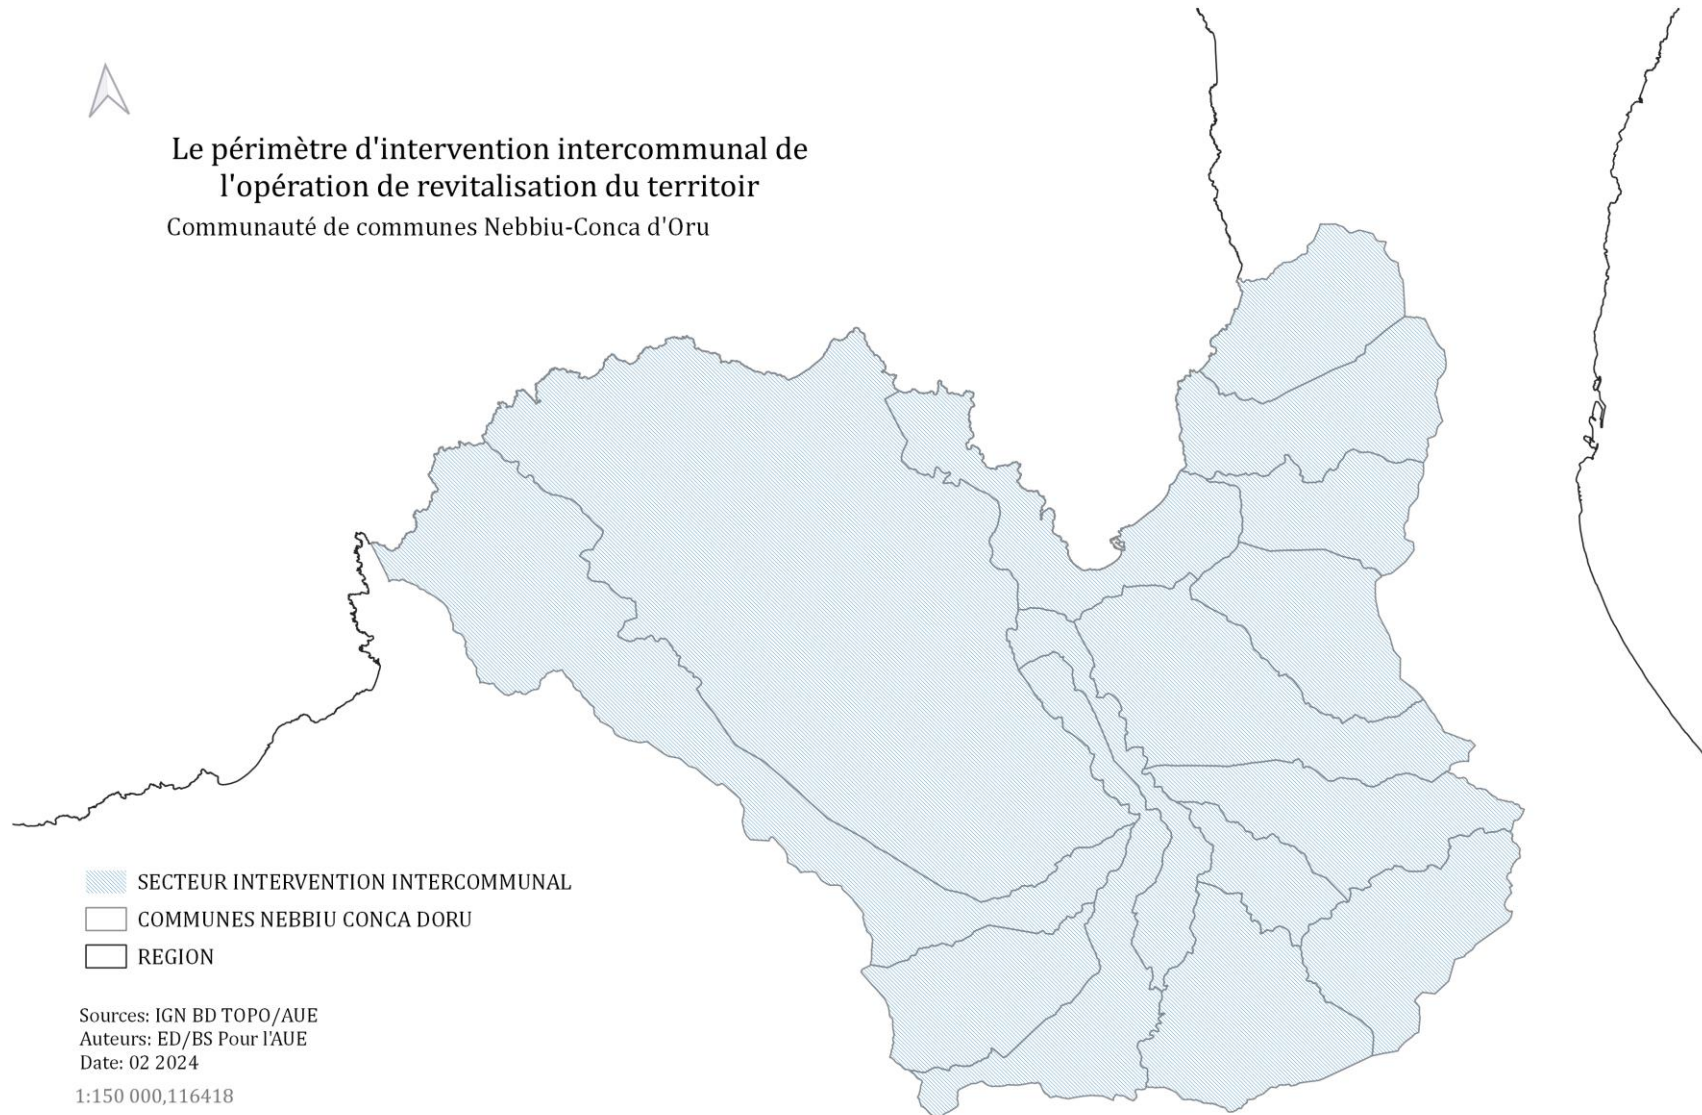 Le périmètre d'intervention intercommunal de
l'opération de revitalisation du territoir
Communauté de communes Nebbiu-Conca d'Oru
SECTEUR INTERVENTION INTERCOMMUNAL
COMMUNES NEBBIU CONCA DORU
REGION
Sources: IGN BD TOPO/AUE
Auteurs: ED/BS Pour l'AUE
Date: 02 2024
1:150 000,116418